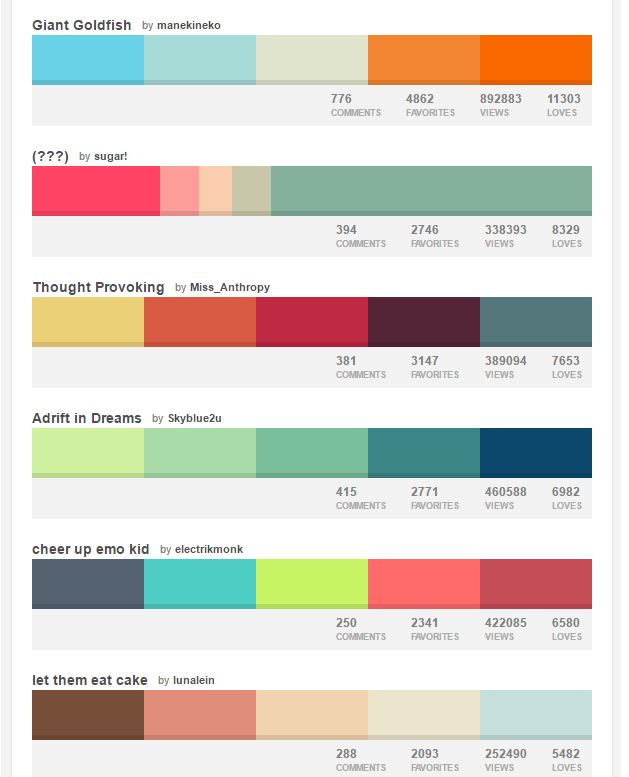 Giant Goldfish by manekineko
776 4862 892883 11303
COMMENTS FAVORITES VIEWS LOVES
(???) by sugar!
394 2746 338393 8329
COMMENTS FAVORITES VIEWS LOVES
Thought Provoking by Miss_Anthropy
381 3147 389094 7653
COMMENTS FAVORITES VIEWS LOVES
Adrift in Dreams by Skyblue2u
415 2771 460588 6982
COMMENTS FAVORITES VIEWS LOVES
cheer up emo kid by electrikmonk
250 2341 422085 6580
COMMENTS FAVORITES VIEWS LOVES
let them eat cake by lunalein
288 2093 252490 5482
COMMENTS FAVORITES VIEWS LOVES